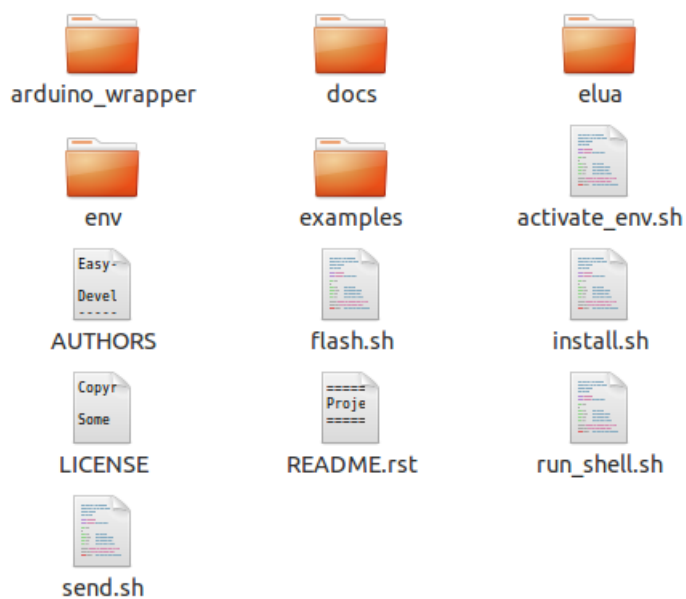 arduino_wrapper
docs
elua
env
examples
activate_env.sh
Easy-
Devel
-----
AUTHORS
flash.sh
install.sh
Copyr
Some
LICENSE
=====
Proje
=====
README.rst
run_shell.sh
send.sh